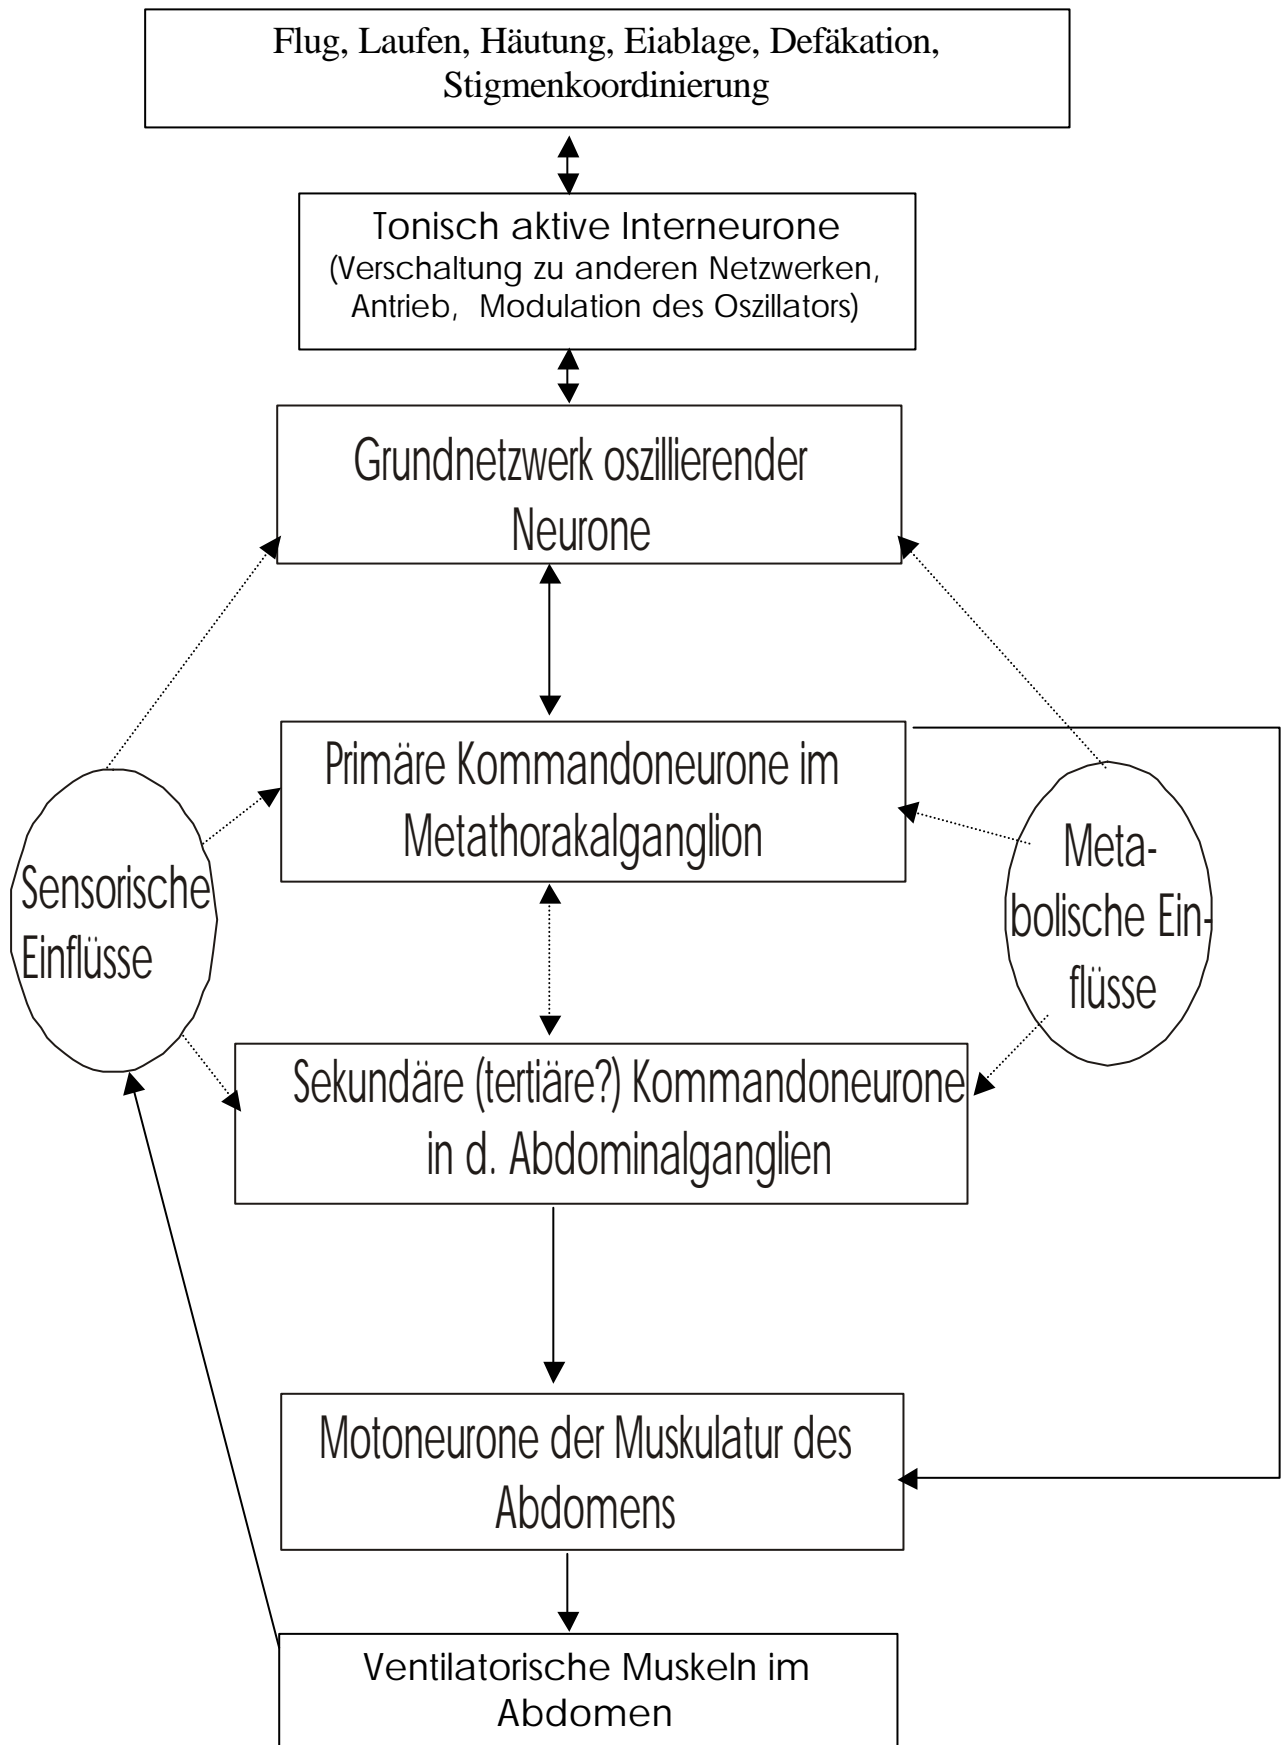 Flug, Laufen, Häutung, Eiablage, Defäkation,
Stigmenkoordinierung
Tonisch aktive Interneurone
(Verschaltung zu anderen Netzwerken,
Antrieb, Modulation des Oszillators)
Grundnetzwerk oszillierender
Neurone
Primäre Kommandoneurone im
Metathorakalganglion
Sensorische
Einflüsse
Meta-
bolische Ein-
flüsse
Sekundäre (tertiäre?) Kommandoneurone
in d. Abdominalganglien
Motoneurone der Muskulatur des
Abdomens
Ventilatorische Muskeln im
Abdomen